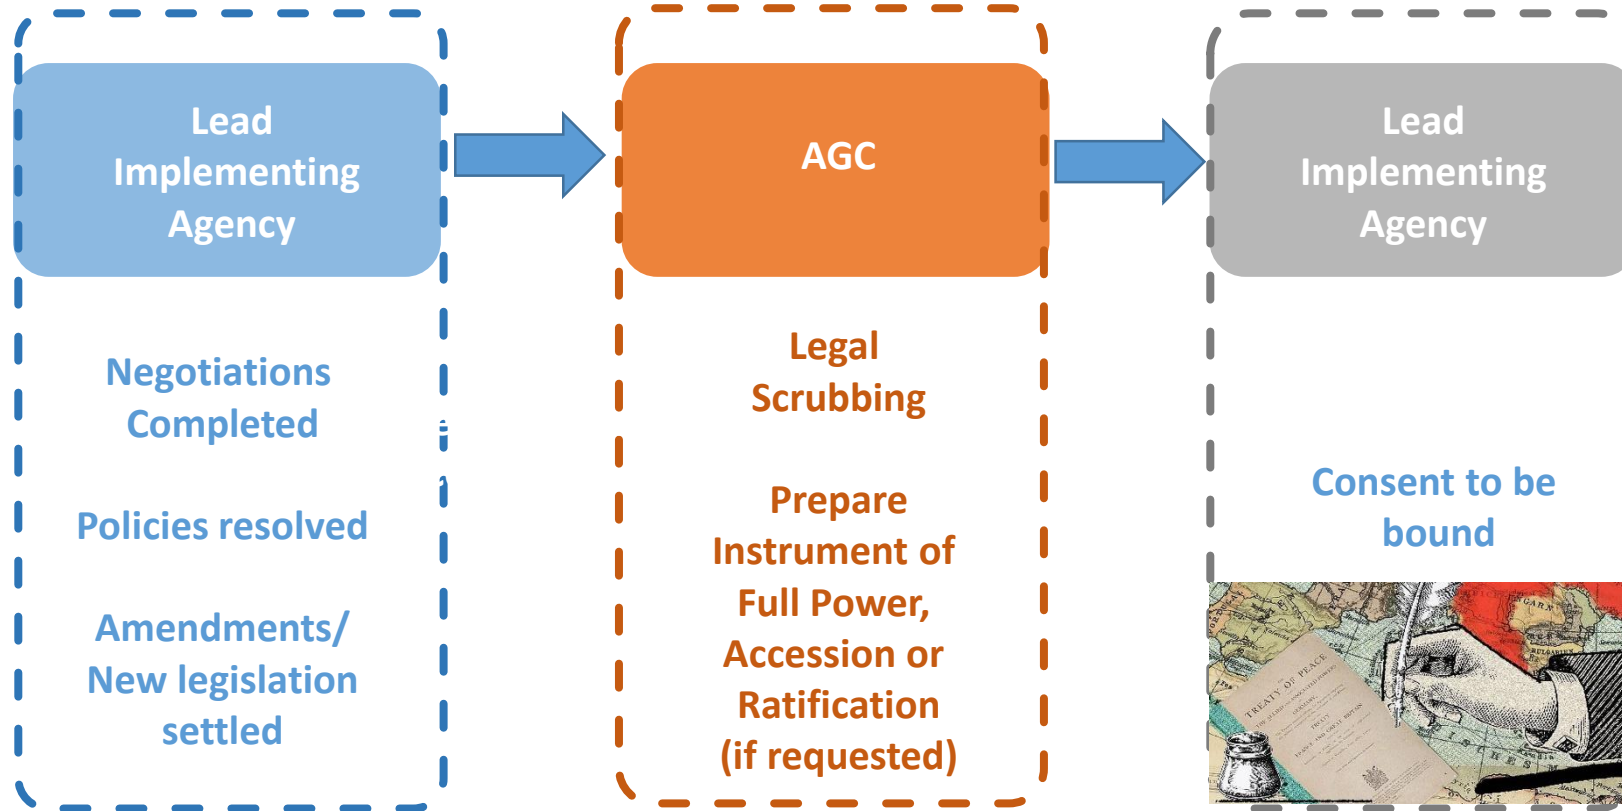 Lead
Implementing
Agency
Negotiations
Completed
Policies resolved
Amendments/
New legislation
settled
AGC
Legal
Scrubbing
Prepare
Instrument of
Full Power,
Accession or
Ratification
(if requested)
Lead
Implementing
Agency
Consent to be
bound
TREATY OF PEACE